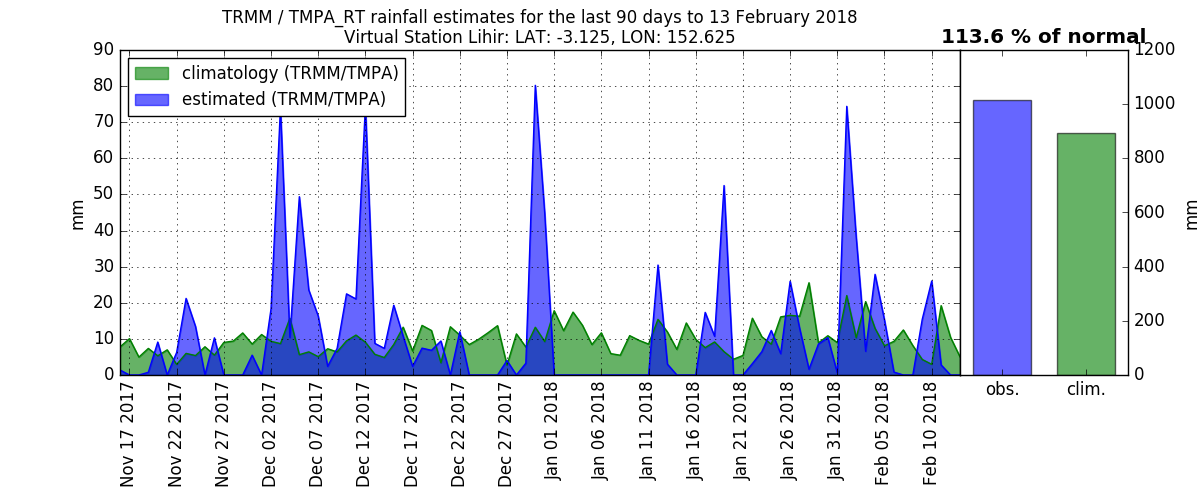 TRMM / TMPA_RT rainfall estimates for the last 90 days to 13 February 2018
Virtual Station Lihir: LAT: -3.125, LON: 152.625
113.6 % of normal
climatology (TRMM/TMPA)
estimated (TRMM/TMPA)
mm
90
80
70
60
50
40
30
20
10
0
Nov 17 2017
Nov 22 2017
Nov 27 2017
Dec 02 2017
Dec 07 2017
Dec 12 2017
Dec 17 2017
Dec 22 2017
Dec 27 2017
Jan 01 2018
Jan 06 2018
Jan 11 2018
Jan 16 2018
Jan 21 2018
Jan 26 2018
Jan 31 2018
Feb 05 2018
Feb 10 2018
obs.
clim.
1200
1000
800
600
400
200
0
mm